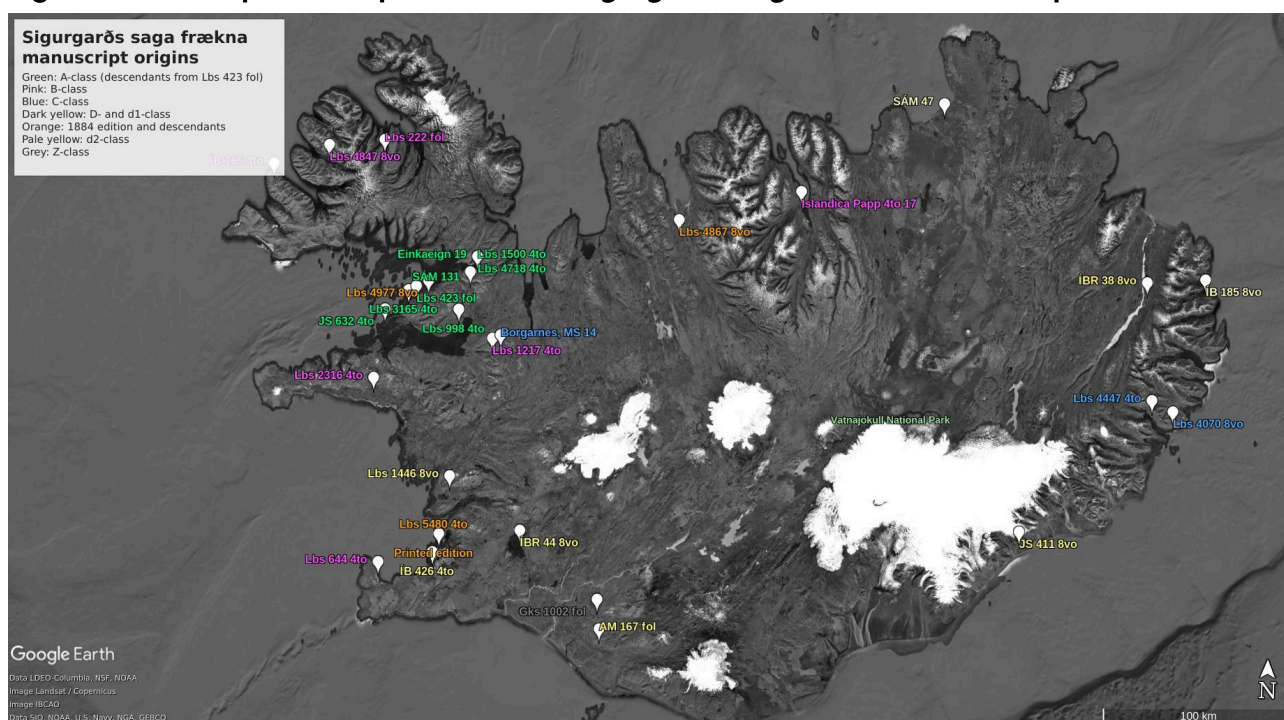 Sigurgarðs saga frækna
manuscript origins
Green: A-class (descendants from Lbs 423 fol)
Pink: B-class
Blue: C-class
Dark yellow: D- and d1-class
Orange: 1884 edition and descendants
Pale yellow: d2-class
Grey: Z-class
SÁM 47
Lbs 222 fol.
Lbs 4847 8vo
Íslandica Papp 4to 17
Lbs 4867 8vo
Einkaeign 19
Lbs 1500 4to
Lbs 4718 4to
SÁM 131
ÍBR 38 8vo
ÍB 185 8vo
Lbs 4977 8vo
Lbs 423 fol
Lbs 3165 4to
JS 632 4to
Lbs 998 4to
Borgarnes, MS 14
Lbs 1217 4to
Lbs 2316 4to
Lbs 4447 4to
Lbs 4070 8vo
Vatnajökull National Park
Lbs 1446 8vo
Lbs 5480 4to
ÍBR 44 8vo
JS 411 8vo
Printed edition
Lbs 644 4to
ÍB 426 4to
Gks 1002 fol
AM 167 fol
Google Earth
Data LDEO-Columbia, NSF, NOAA
Image Landsat / Copernicus
Image IBCAO
Data SIO, NOAA, U.S. Navy, NGA, GEBCO
N
100 km